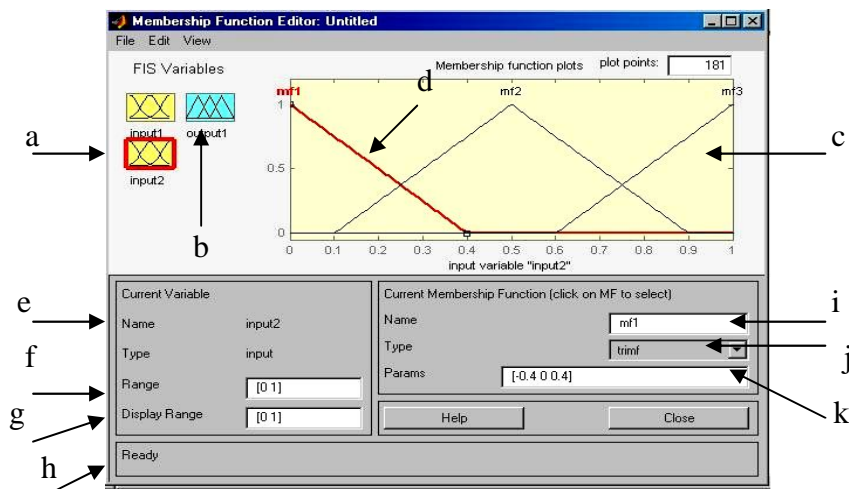 Membership Function Editor: Untitled
File Edit View
FIS Variables
Membership function plots plot points: 181
input1 output1
input2
mf1 mf2 mf3
1
0.5
0
0 0.1 0.2 0.3 0.4 0.5 0.6 0.7 0.8 0.9 1
input variable "input2"
a
b
c
d
Current Variable
Name input2
Type input
Range [0 1]
Display Range [0 1]
Current Membership Function (click on MF to select)
Name mf1
Type trimf
Params [-0.4 0 0.4]
Help Close
Ready
e
f
g
h
i
j
k